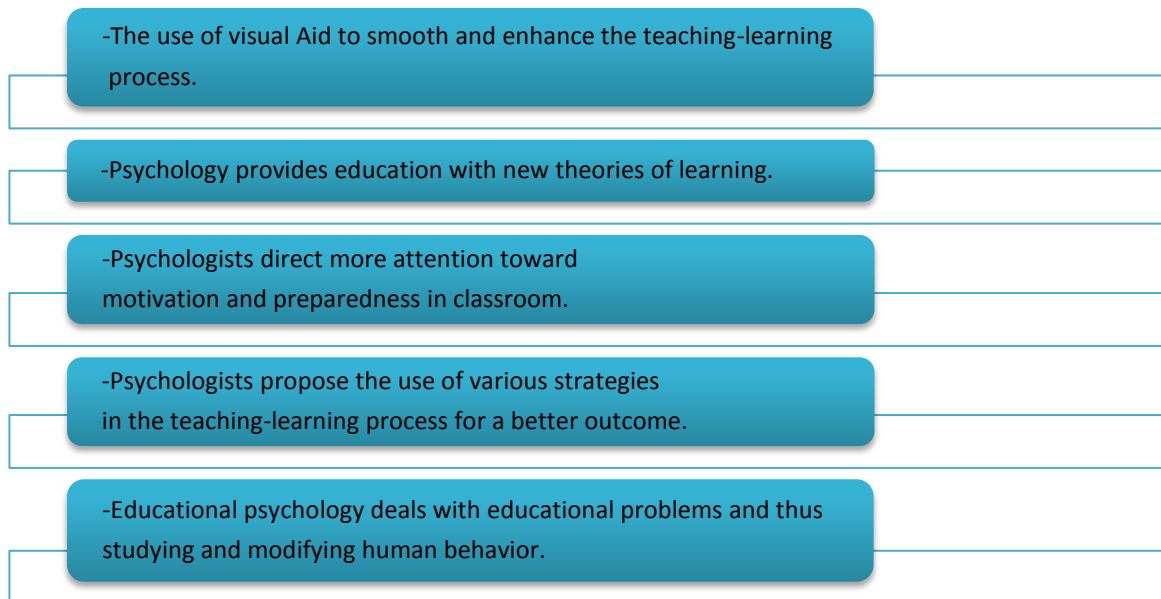 -The use of visual Aid to smooth and enhance the teaching-learning
process.
-Psychology provides education with new theories of learning.
-Psychologists direct more attention toward
motivation and preparedness in classroom.
-Psychologists propose the use of various strategies
in the teaching-learning process for a better outcome.
-Educational psychology deals with educational problems and thus
studying and modifying human behavior.